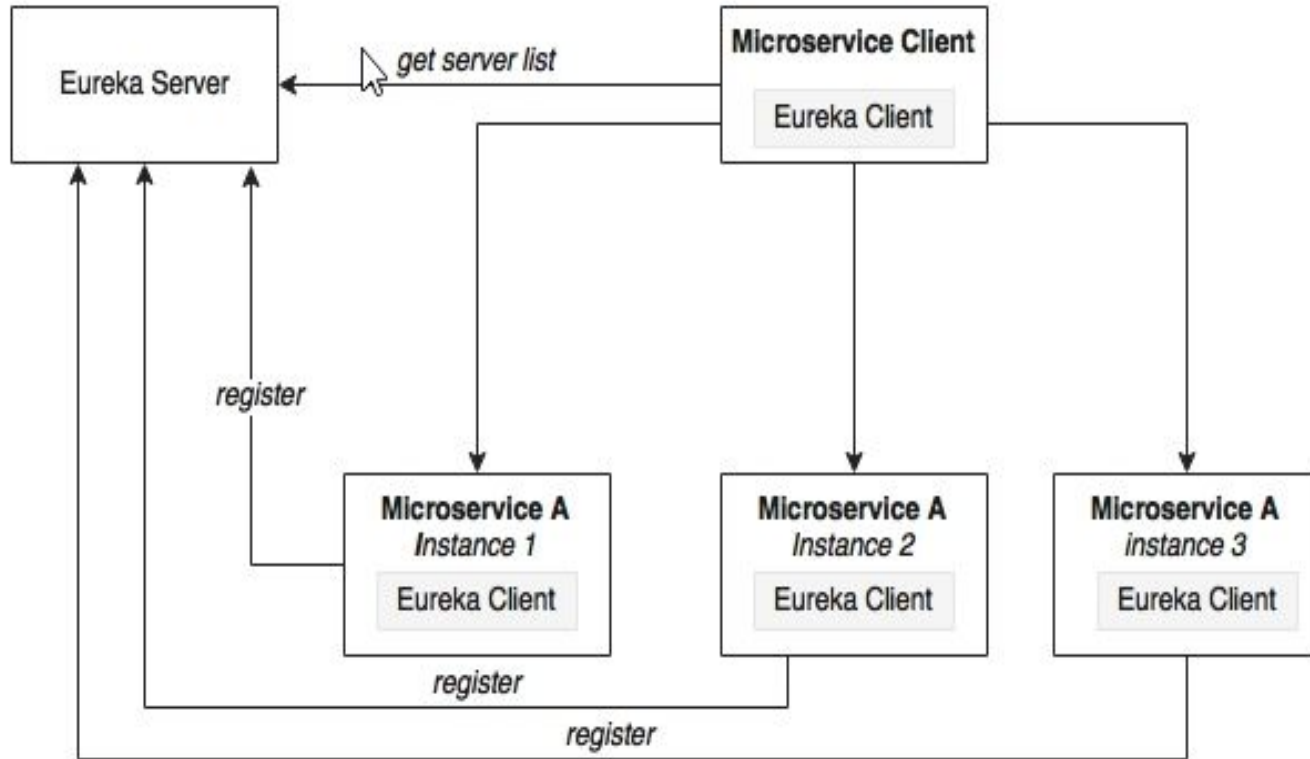 Eureka Server
get server list
Microservice Client
Eureka Client
register
Microservice A
Instance 1
Eureka Client
Microservice A
Instance 2
Eureka Client
Microservice A
instance 3
Eureka Client
register
register